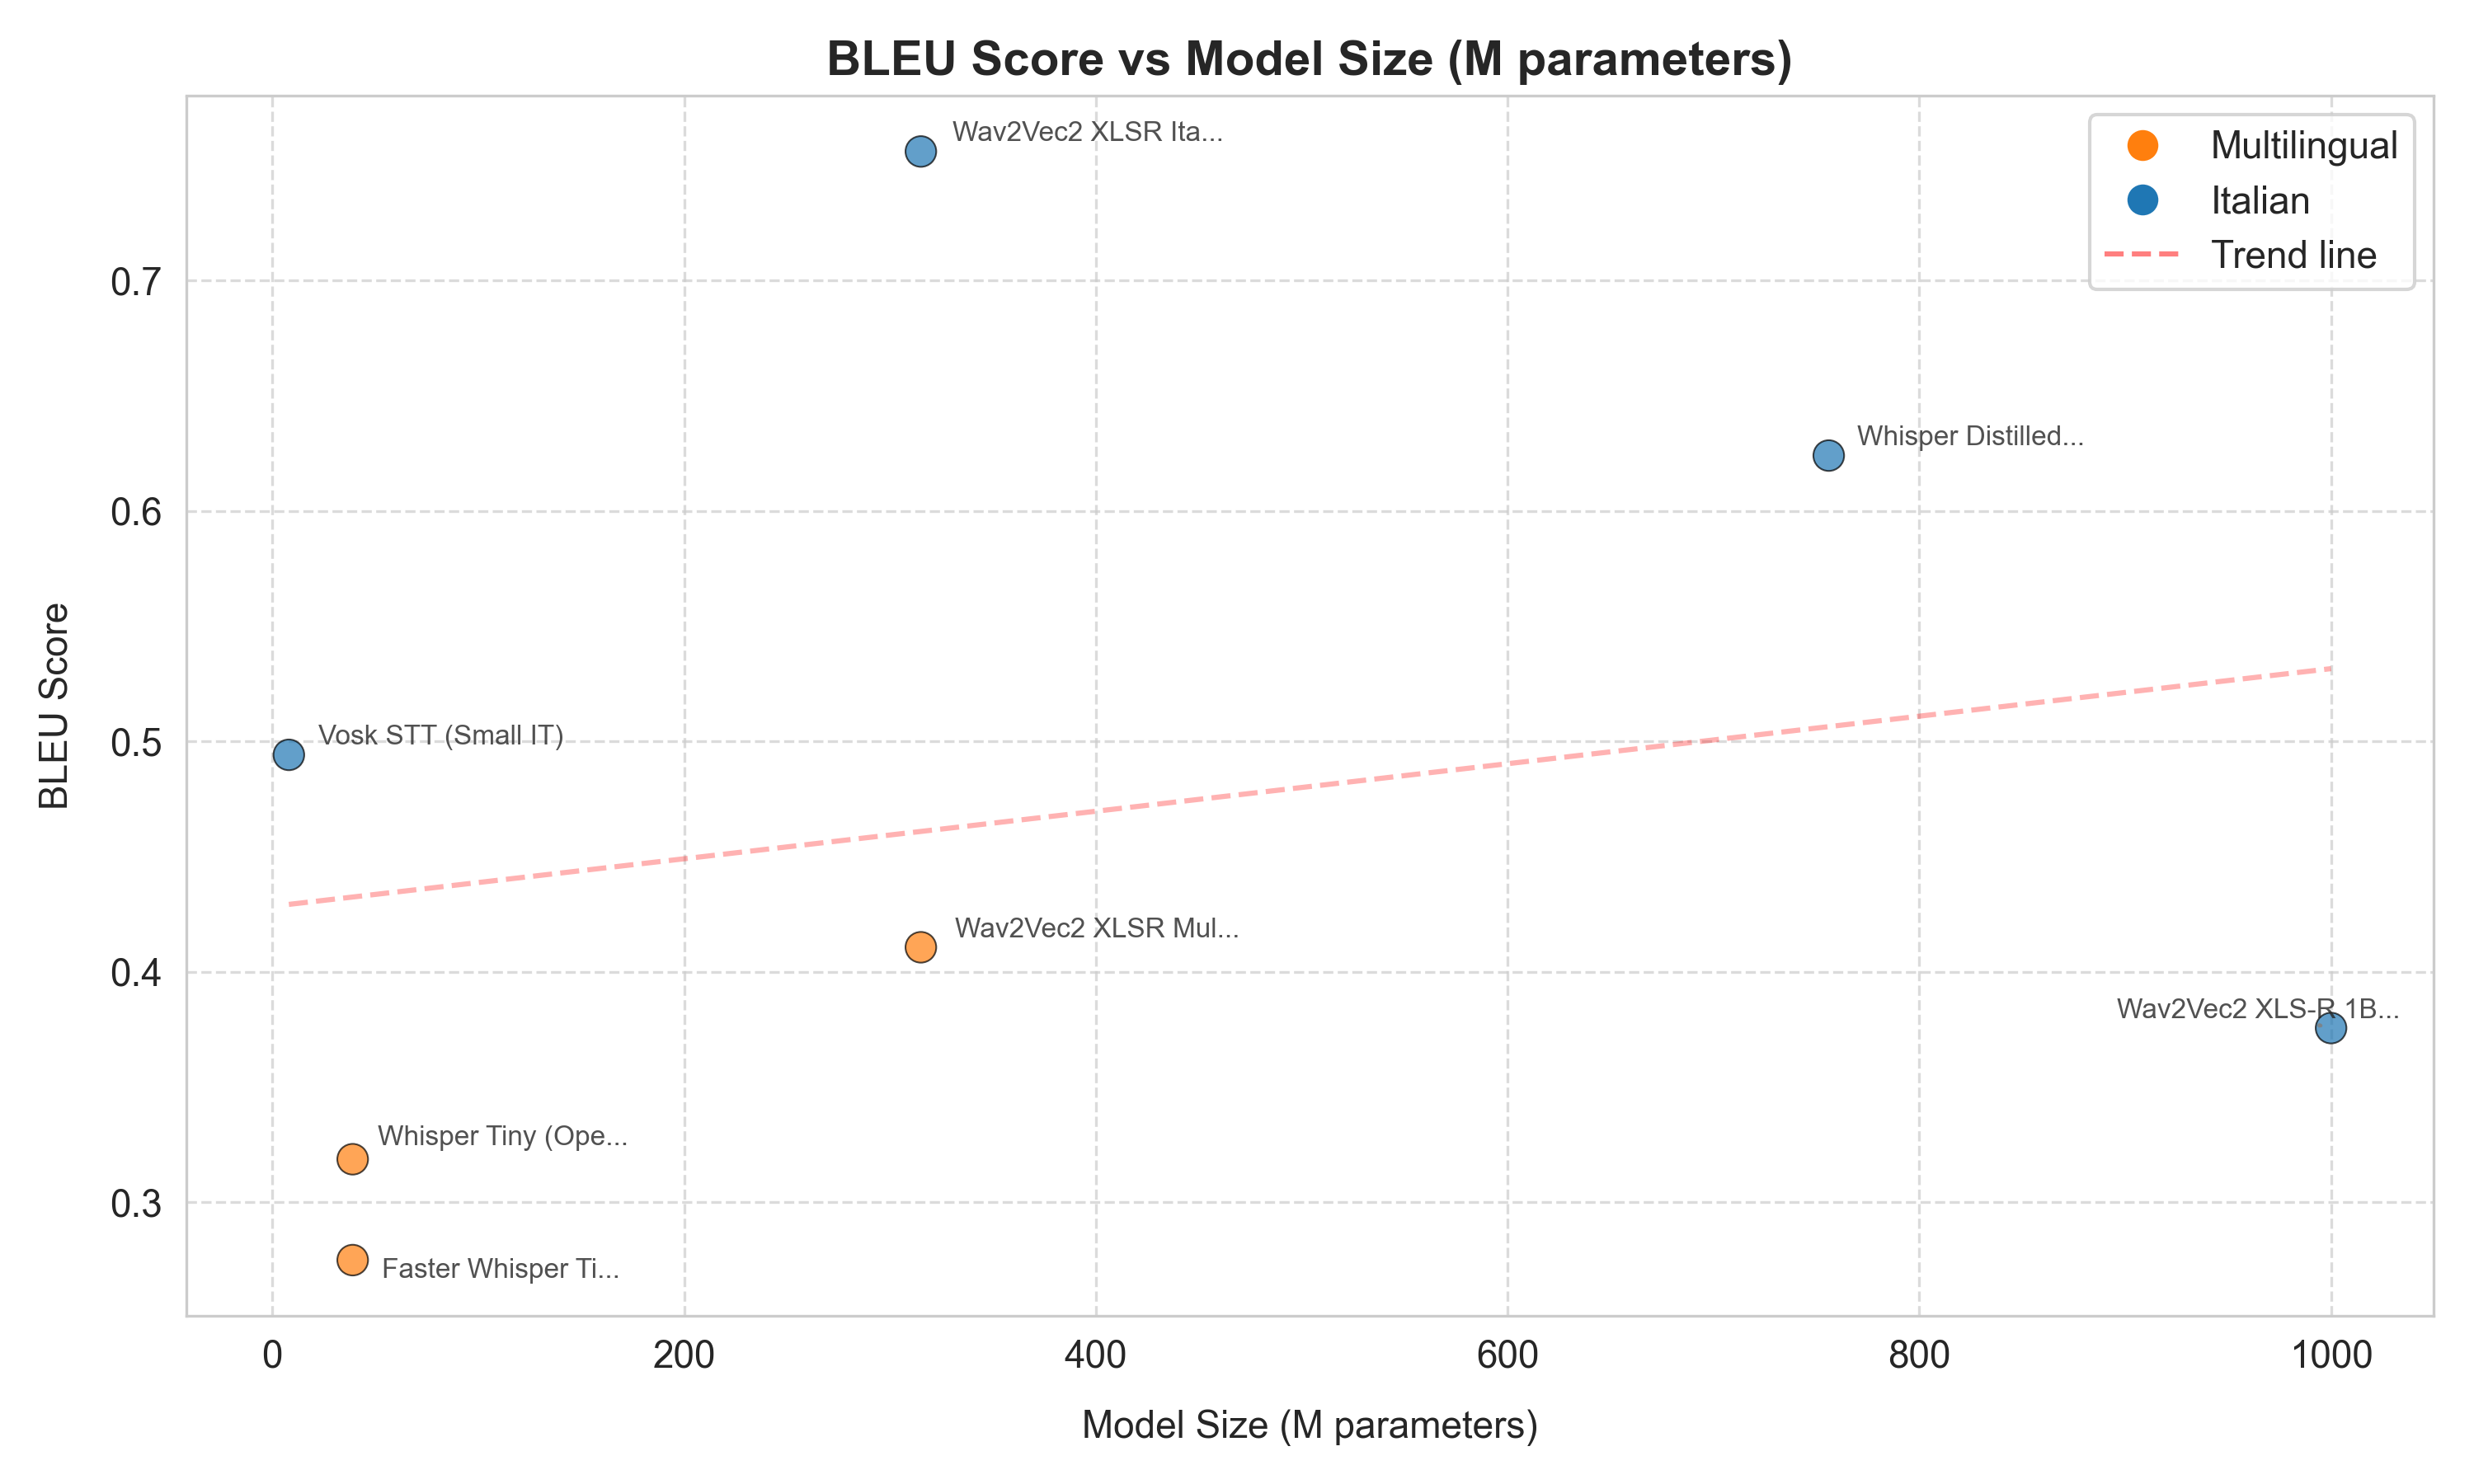 BLEU Score vs Model Size (M parameters)
Wav2Vec2 XLSR Ita...
Multilingual
Italian
Trend line
Whisper Distilled...
Vosk STT (Small IT)
Wav2Vec2 XLSR Mul...
Wav2Vec2 XLS-R 1B...
Whisper Tiny (Ope...
Faster Whisper Ti...
0.7
0.6
0.5
0.4
0.3
BLEU Score
0 200 400 600 800 1000
Model Size (M parameters)